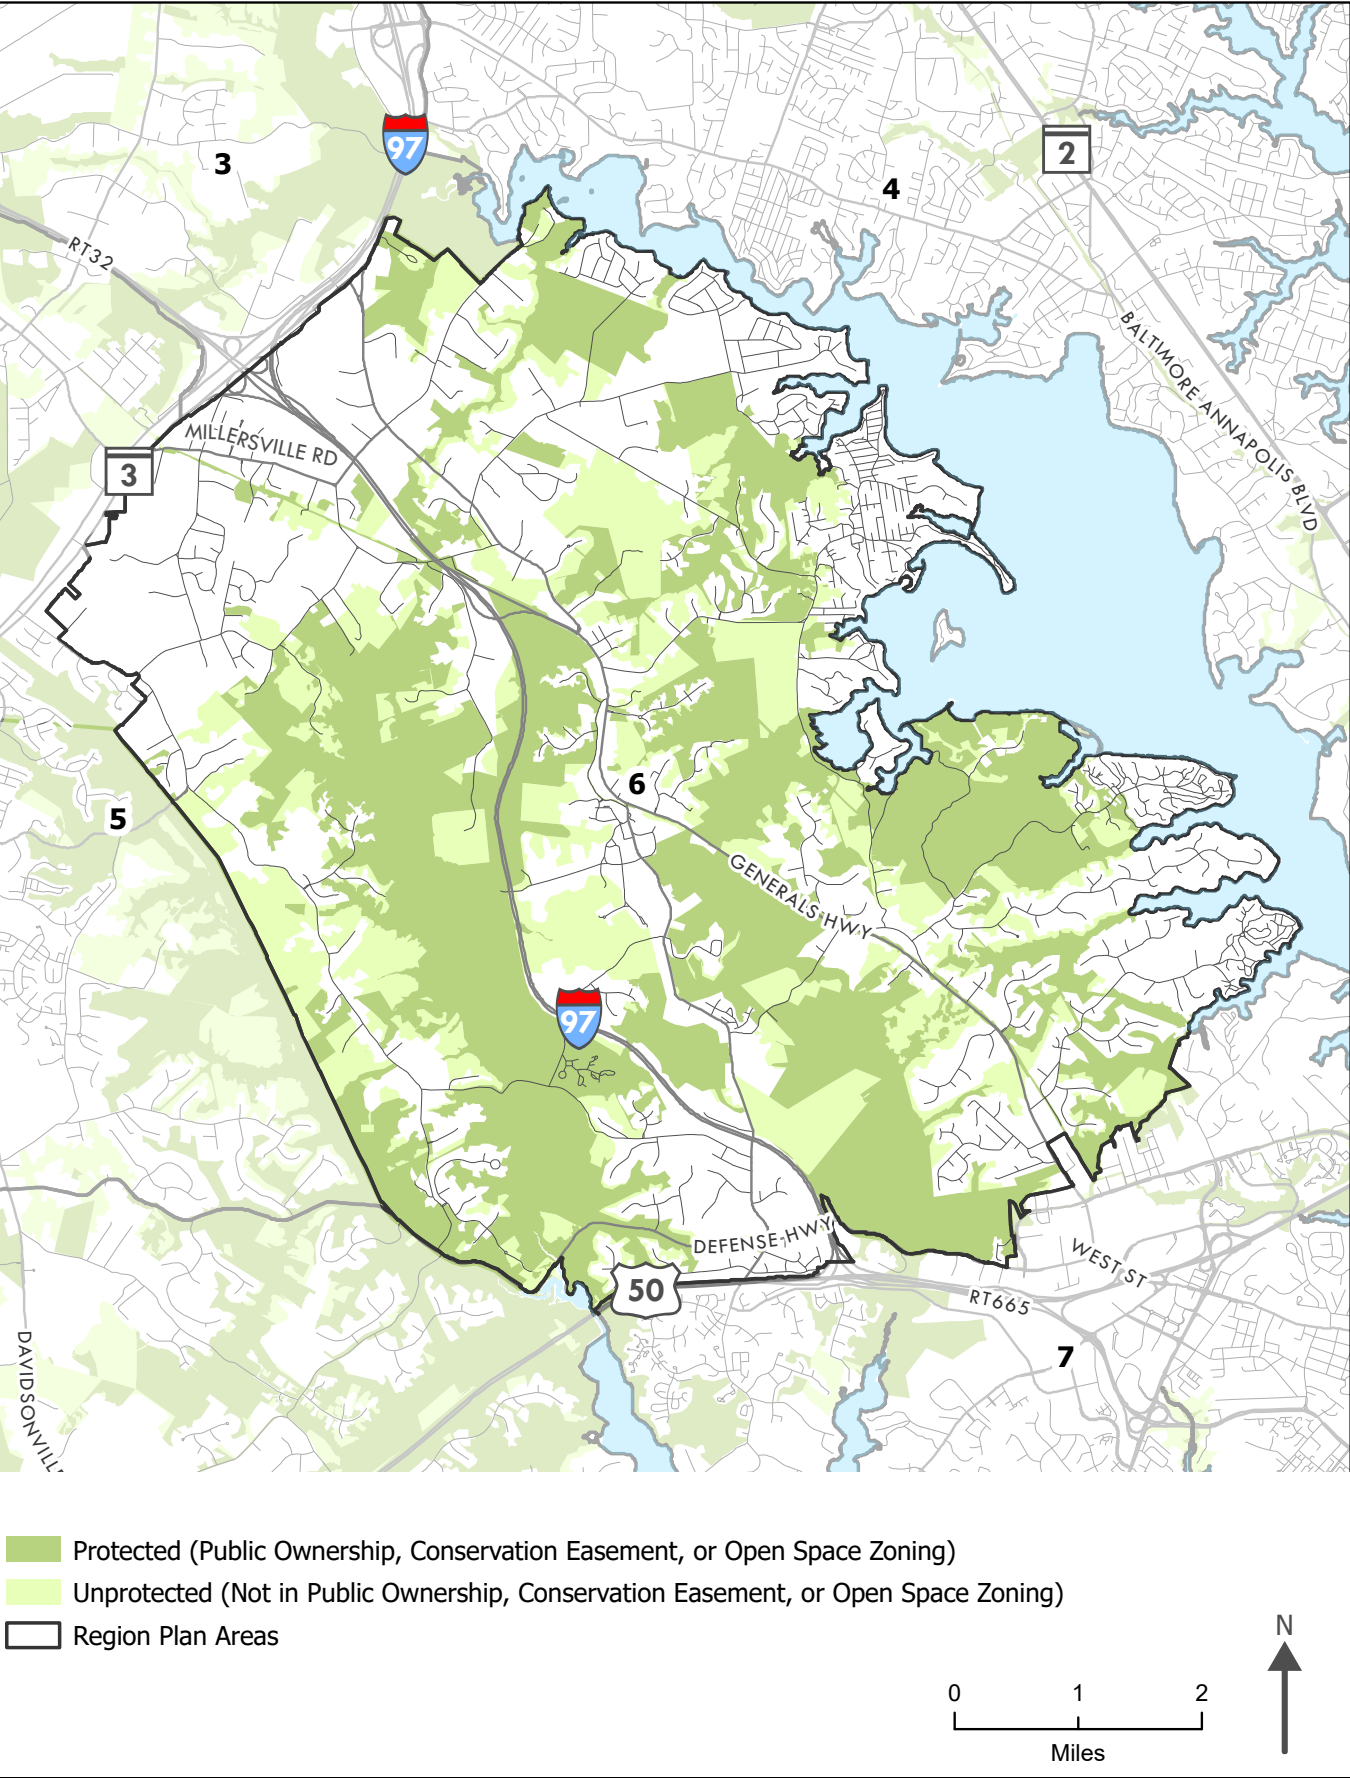 97
2
3
4
RT32
BALTIMORE ANNAPOLIS BLVD
MILLERSVILLE RD
3
6
5
GENERALS HWY
97
DEFENSE HWY
50
WEST ST
RT665
7
DAVIDSONVILL
Protected (Public Ownership, Conservation Easement, or Open Space Zoning)
Unprotected (Not in Public Ownership, Conservation Easement, or Open Space Zoning)
Region Plan Areas
N
0 1 2
Miles